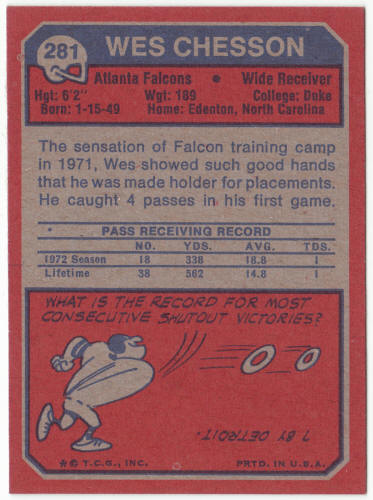 281
WES CHESSON
Atlanta Falcons • Wide Receiver
Hgt: 6'2" Wgt: 189 College: Duke
Born: 1-15-49 Home: Edenton, North Carolina
The sensation of Falcon training camp
in 1971, Wes showed such good hands
that he was made holder for placements.
He caught 4 passes in his first game.
PASS RECEIVING RECORD
NO. YDS. AVG. TDS.
1972 Season 18 338 18.8 1
Lifetime 38 562 14.8 1
WHAT IS THE RECORD FOR MOST
CONSECUTIVE SHUTOUT VICTORIES?
7 BY DETROIT.
*© T.C.G., INC. PRTD. IN U.S.A.